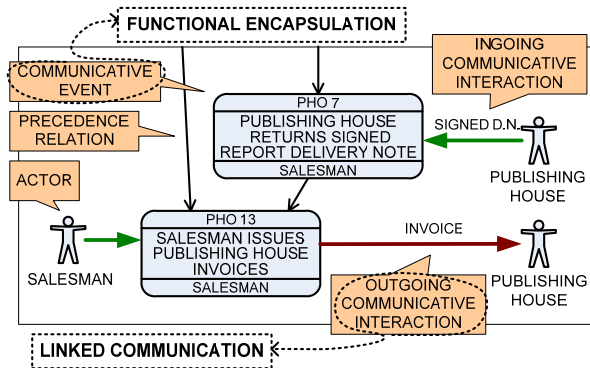 FUNCTIONAL ENCAPSULATION
COMMUNICATIVE
EVENT
INGOING
COMMUNICATIVE
INTERACTION
PRECEDENCE
RELATION
PHO 7
PUBLISHING HOUSE
RETURNS SIGNED
REPORT DELIVERY NOTE
SALESMAN
SIGNED D.N.
PUBLISHING
HOUSE
ACTOR
SALESMAN
PHO 13
SALESMAN ISSUES
PUBLISHING HOUSE
INVOICES
SALESMAN
INVOICE
PUBLISHING
HOUSE
OUTGOING
COMMUNICATIVE
INTERACTION
LINKED COMMUNICATION